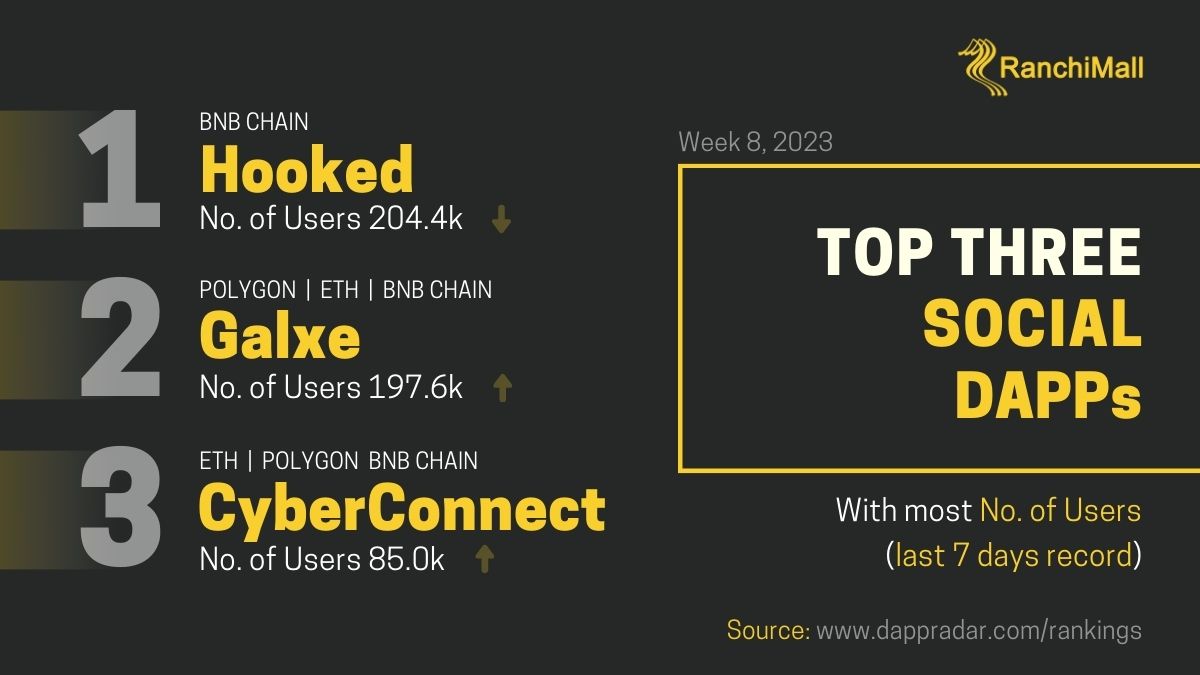 RanchiMall
1
BNB CHAIN
Hooked
No. of Users 204.4k
2
POLYGON | ETH | BNB CHAIN
Galxe
No. of Users 197.6k
3
ETH | POLYGON BNB CHAIN
CyberConnect
No. of Users 85.0k
Week 8, 2023
TOP THREE
SOCIAL
DAPPs
With most No. of Users
(last 7 days record)
Source: www.dappradar.com/rankings